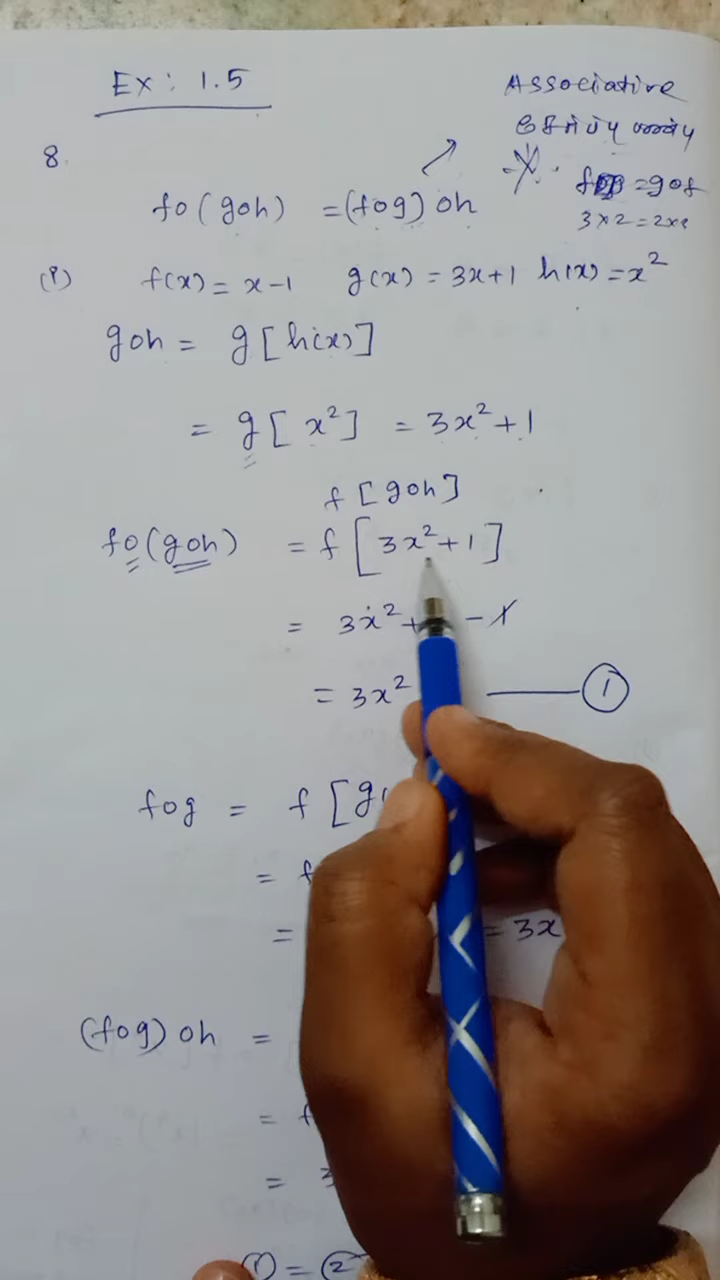 Ex: 1.5
Associative
8.
fo(goh) = (fog) oh
= gof
3×2 = 2×
(i) f(x) = x-1 g(x) = 3x+1 h(x) = x²
goh = g[h(x)]
= g[x²] = 3x²+1
f[goh]
fo(goh) = f[3x²+1]
= 3x²+ -1
= 3x² ①
fog = f[g
= f
= = 3x
(fog) oh =
= f
= 3
① = ②